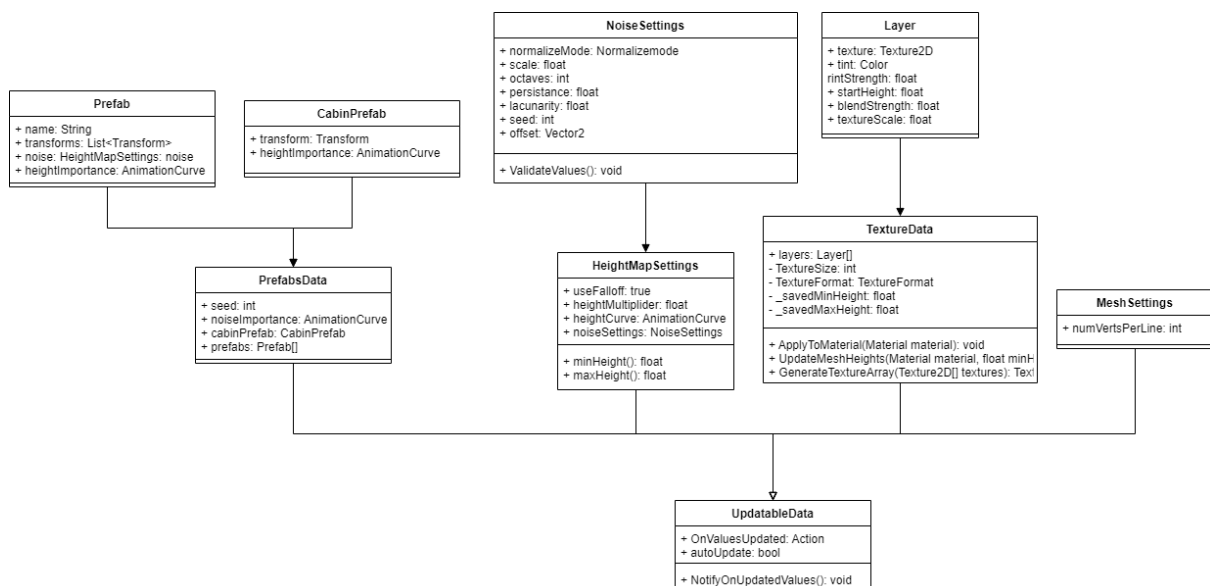 NoiseSettings
+ normalizeMode: Normalizemode
+ scale: float
+ octaves: int
+ persistance: float
+ lacunarity: float
+ seed: int
+ offset: Vector2
+ ValidateValues(): void
Layer
+ texture: Texture2D
+ tint: Color
rintStrength: float
+ startHeight: float
+ blendStrength: float
+ textureScale: float
Prefab
+ name: String
+ transforms: List<Transform>
+ noise: HeightMapSettings: noise
+ heightImportance: AnimationCurve
CabinPrefab
+ transform: Transform
+ heightImportance: AnimationCurve
PrefabsData
+ seed: int
+ noiseImportance: AnimationCurve
+ cabinPrefab: CabinPrefab
+ prefabs: Prefab[]
HeightMapSettings
+ useFalloff: true
+ heightMultiplider: float
+ heightCurve: AnimationCurve
+ noiseSettings: NoiseSettings
+ minHeight(): float
+ maxHeight(): float
TextureData
+ layers: Layer[]
- TextureSize: int
- TextureFormat: TextureFormat
- _savedMinHeight: float
- _savedMaxHeight: float
+ ApplyToMaterial(Material material): void
+ UpdateMeshHeights(Material material, float minH
+ GenerateTextureArray(Texture2D[] textures): Text
MeshSettings
+ numVertsPerLine: int
UpdatableData
+ OnValuesUpdated: Action
+ autoUpdate: bool
+ NotifyOnUpdatedValues(): void